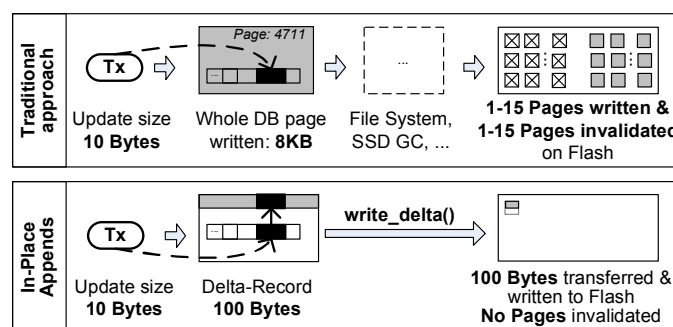 Traditional
approach
Tx
Update size
10 Bytes
Page: 4711
...
Whole DB page
written: 8KB
...
File System,
SSD GC, ...
1-15 Pages written &
1-15 Pages invalidated
on Flash
In-Place
Appends
Tx
Update size
10 Bytes
...
Delta-Record
100 Bytes
write_delta()
100 Bytes transferred &
written to Flash
No Pages invalidated